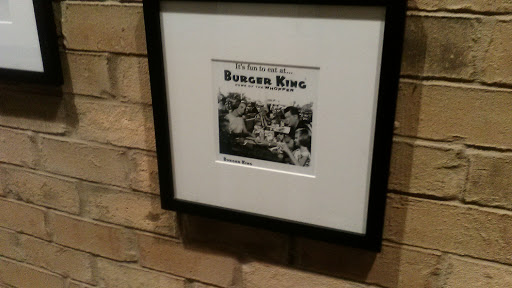 It's fun to eat at...
BURGER KING
HOME OF THE WHOPPER
BURGER KING